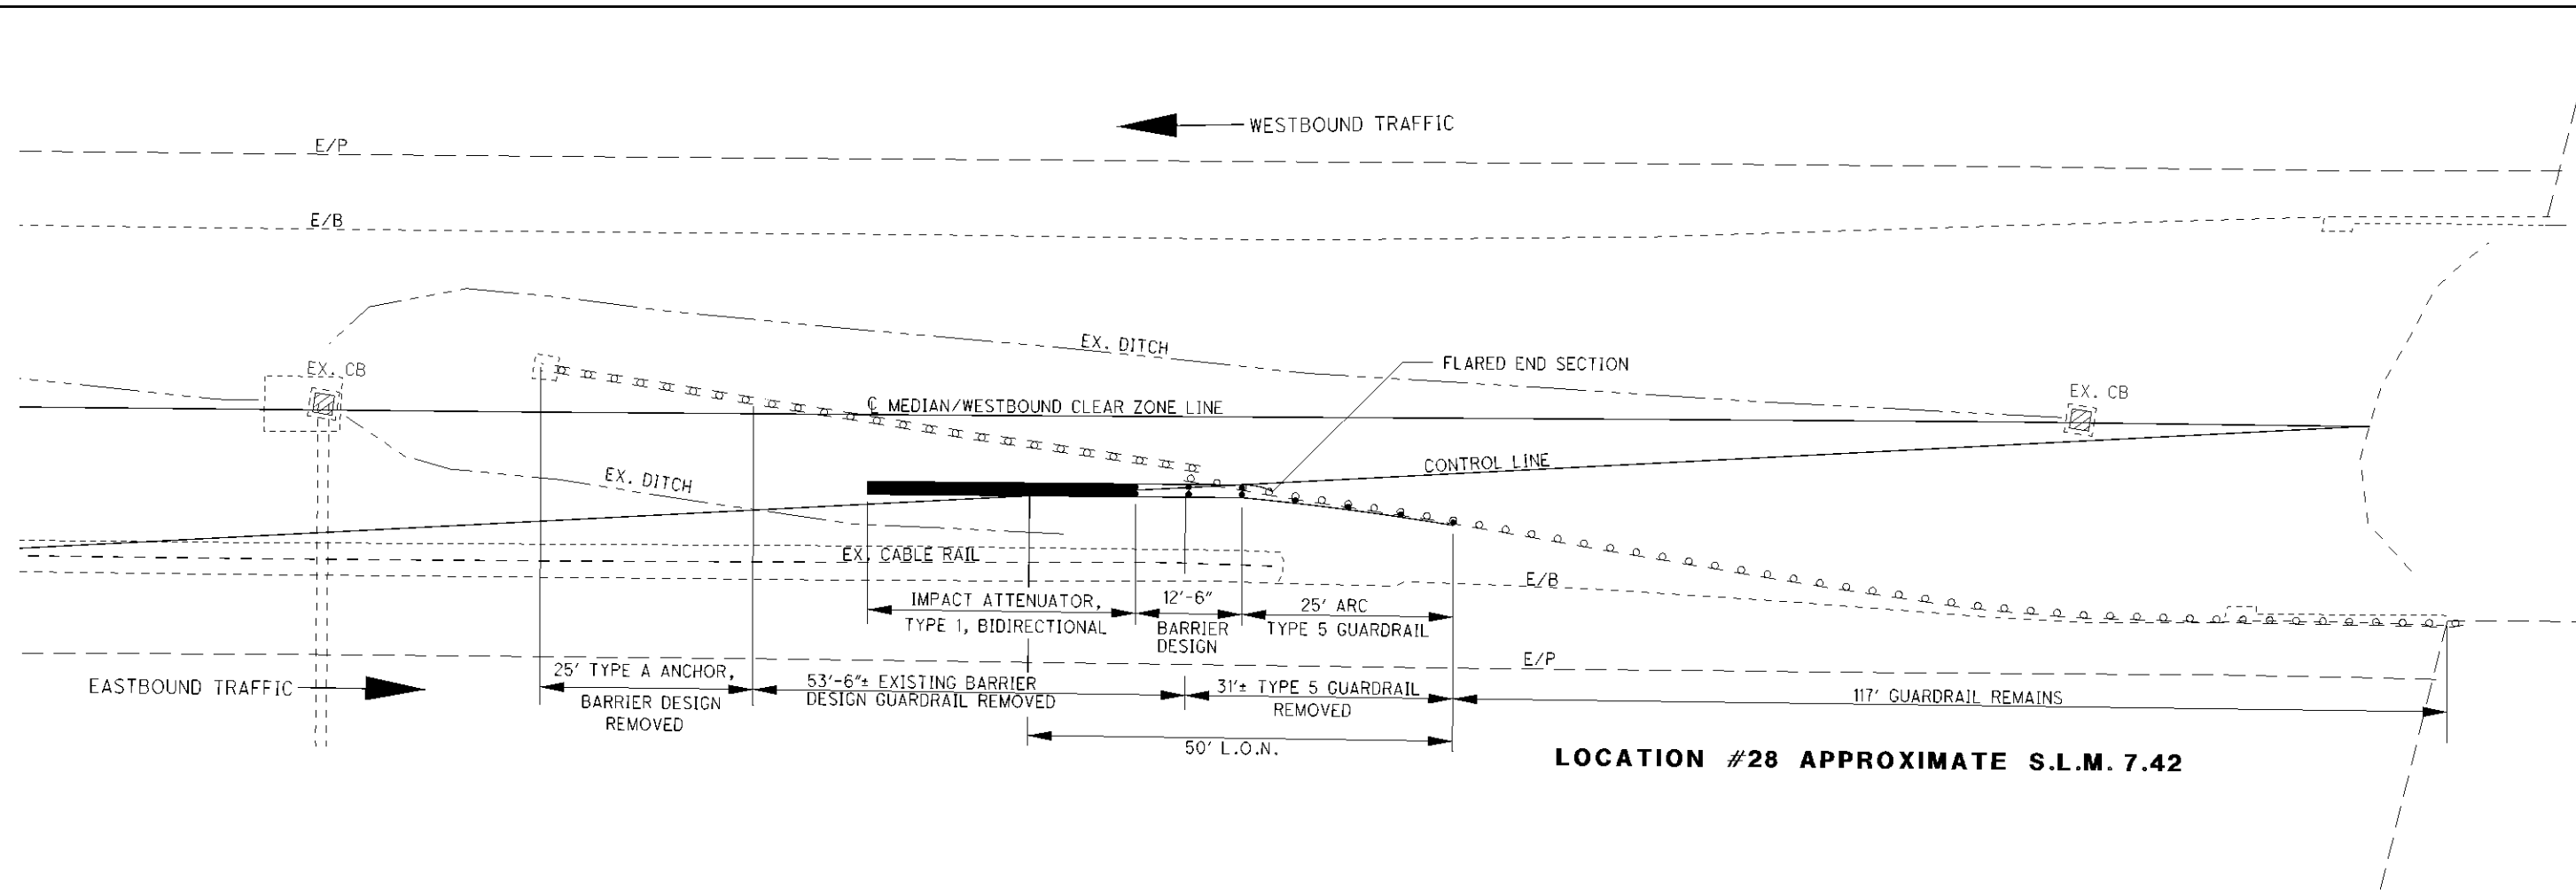 WESTBOUND TRAFFIC
E/P
E/B
EX. DITCH
FLARED END SECTION
EX. CB
EX. CB
℄ MEDIAN/WESTBOUND CLEAR ZONE LINE
CONTROL LINE
EX. DITCH
EX. CABLE RAIL
E/B
IMPACT ATTENUATOR,
TYPE 1, BIDIRECTIONAL
12'-6"
BARRIER
DESIGN
25' ARC
TYPE 5 GUARDRAIL
E/P
EASTBOUND TRAFFIC
25' TYPE A ANCHOR,
BARRIER DESIGN
REMOVED
53'-6"± EXISTING BARRIER
DESIGN GUARDRAIL REMOVED
31'± TYPE 5 GUARDRAIL
REMOVED
117' GUARDRAIL REMAINS
50' L.O.N.
LOCATION #28 APPROXIMATE S.L.M. 7.42